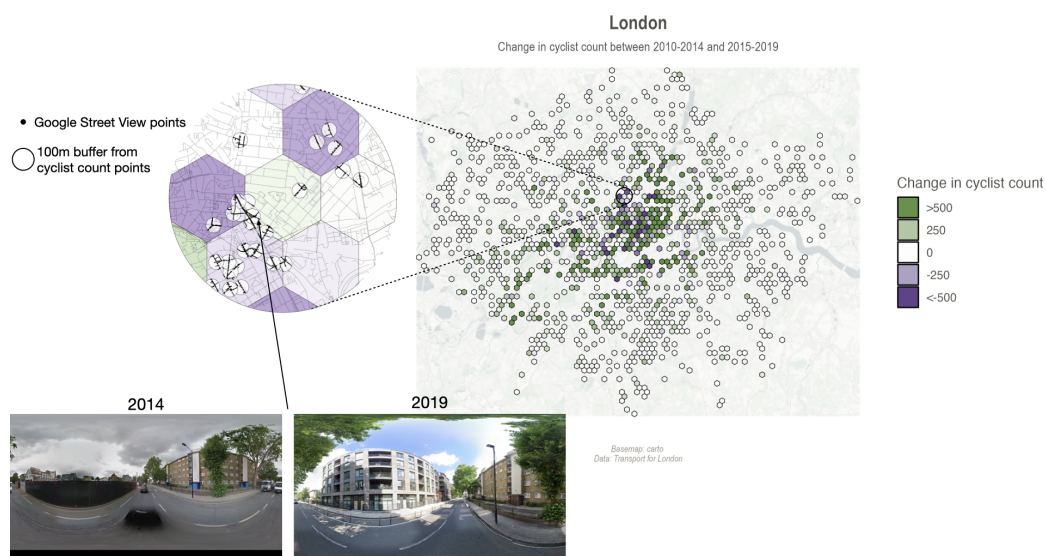 London
Change in cyclist count between 2010-2014 and 2015-2019
Google Street View points
100m buffer from
cyclist count points
Change in cyclist count
>500
250
0
-250
<-500
2014
2019
Basemap: carto
Data: Transport for London